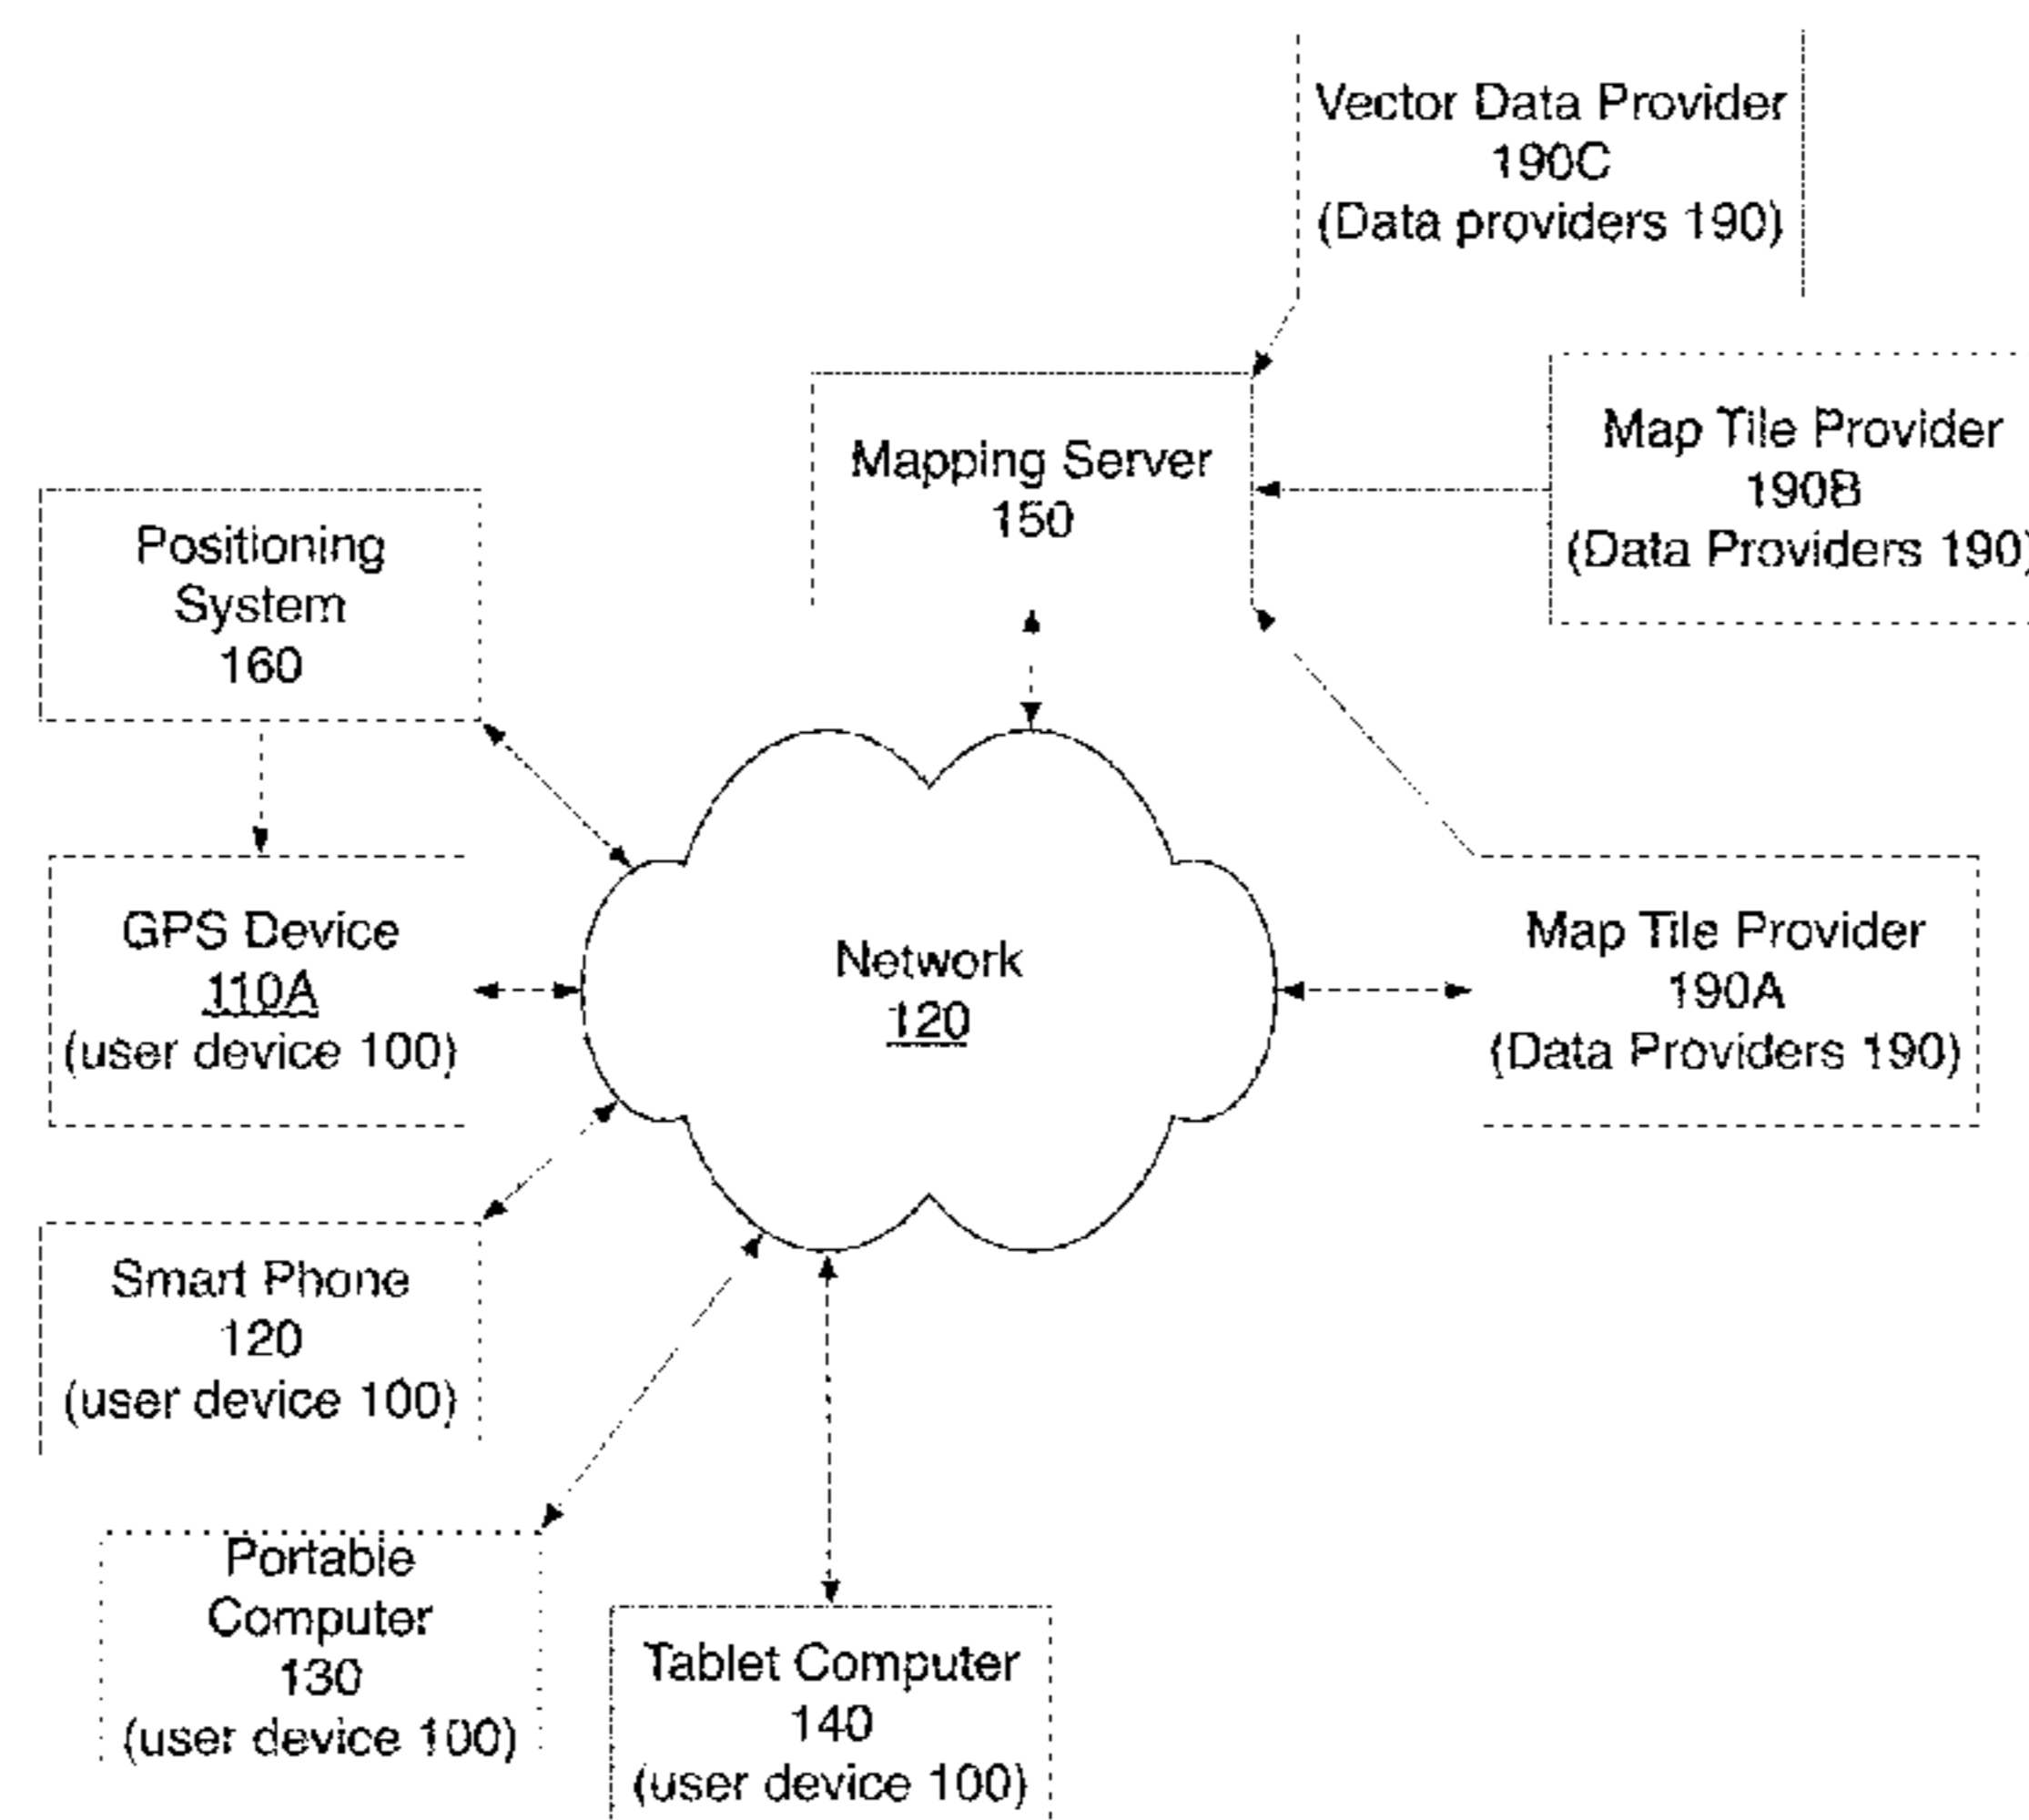 Vector Data Provider
190C
(Data providers 190)
Mapping Server
150
Map Tile Provider
190B
(Data Providers 190)
Positioning
System
160
GPS Device
110A
(user device 100)
Network
120
Map Tile Provider
190A
(Data Providers 190)
Smart Phone
120
(user device 100)
Portable
Computer
130
(user device 100)
Tablet Computer
140
(user device 100)